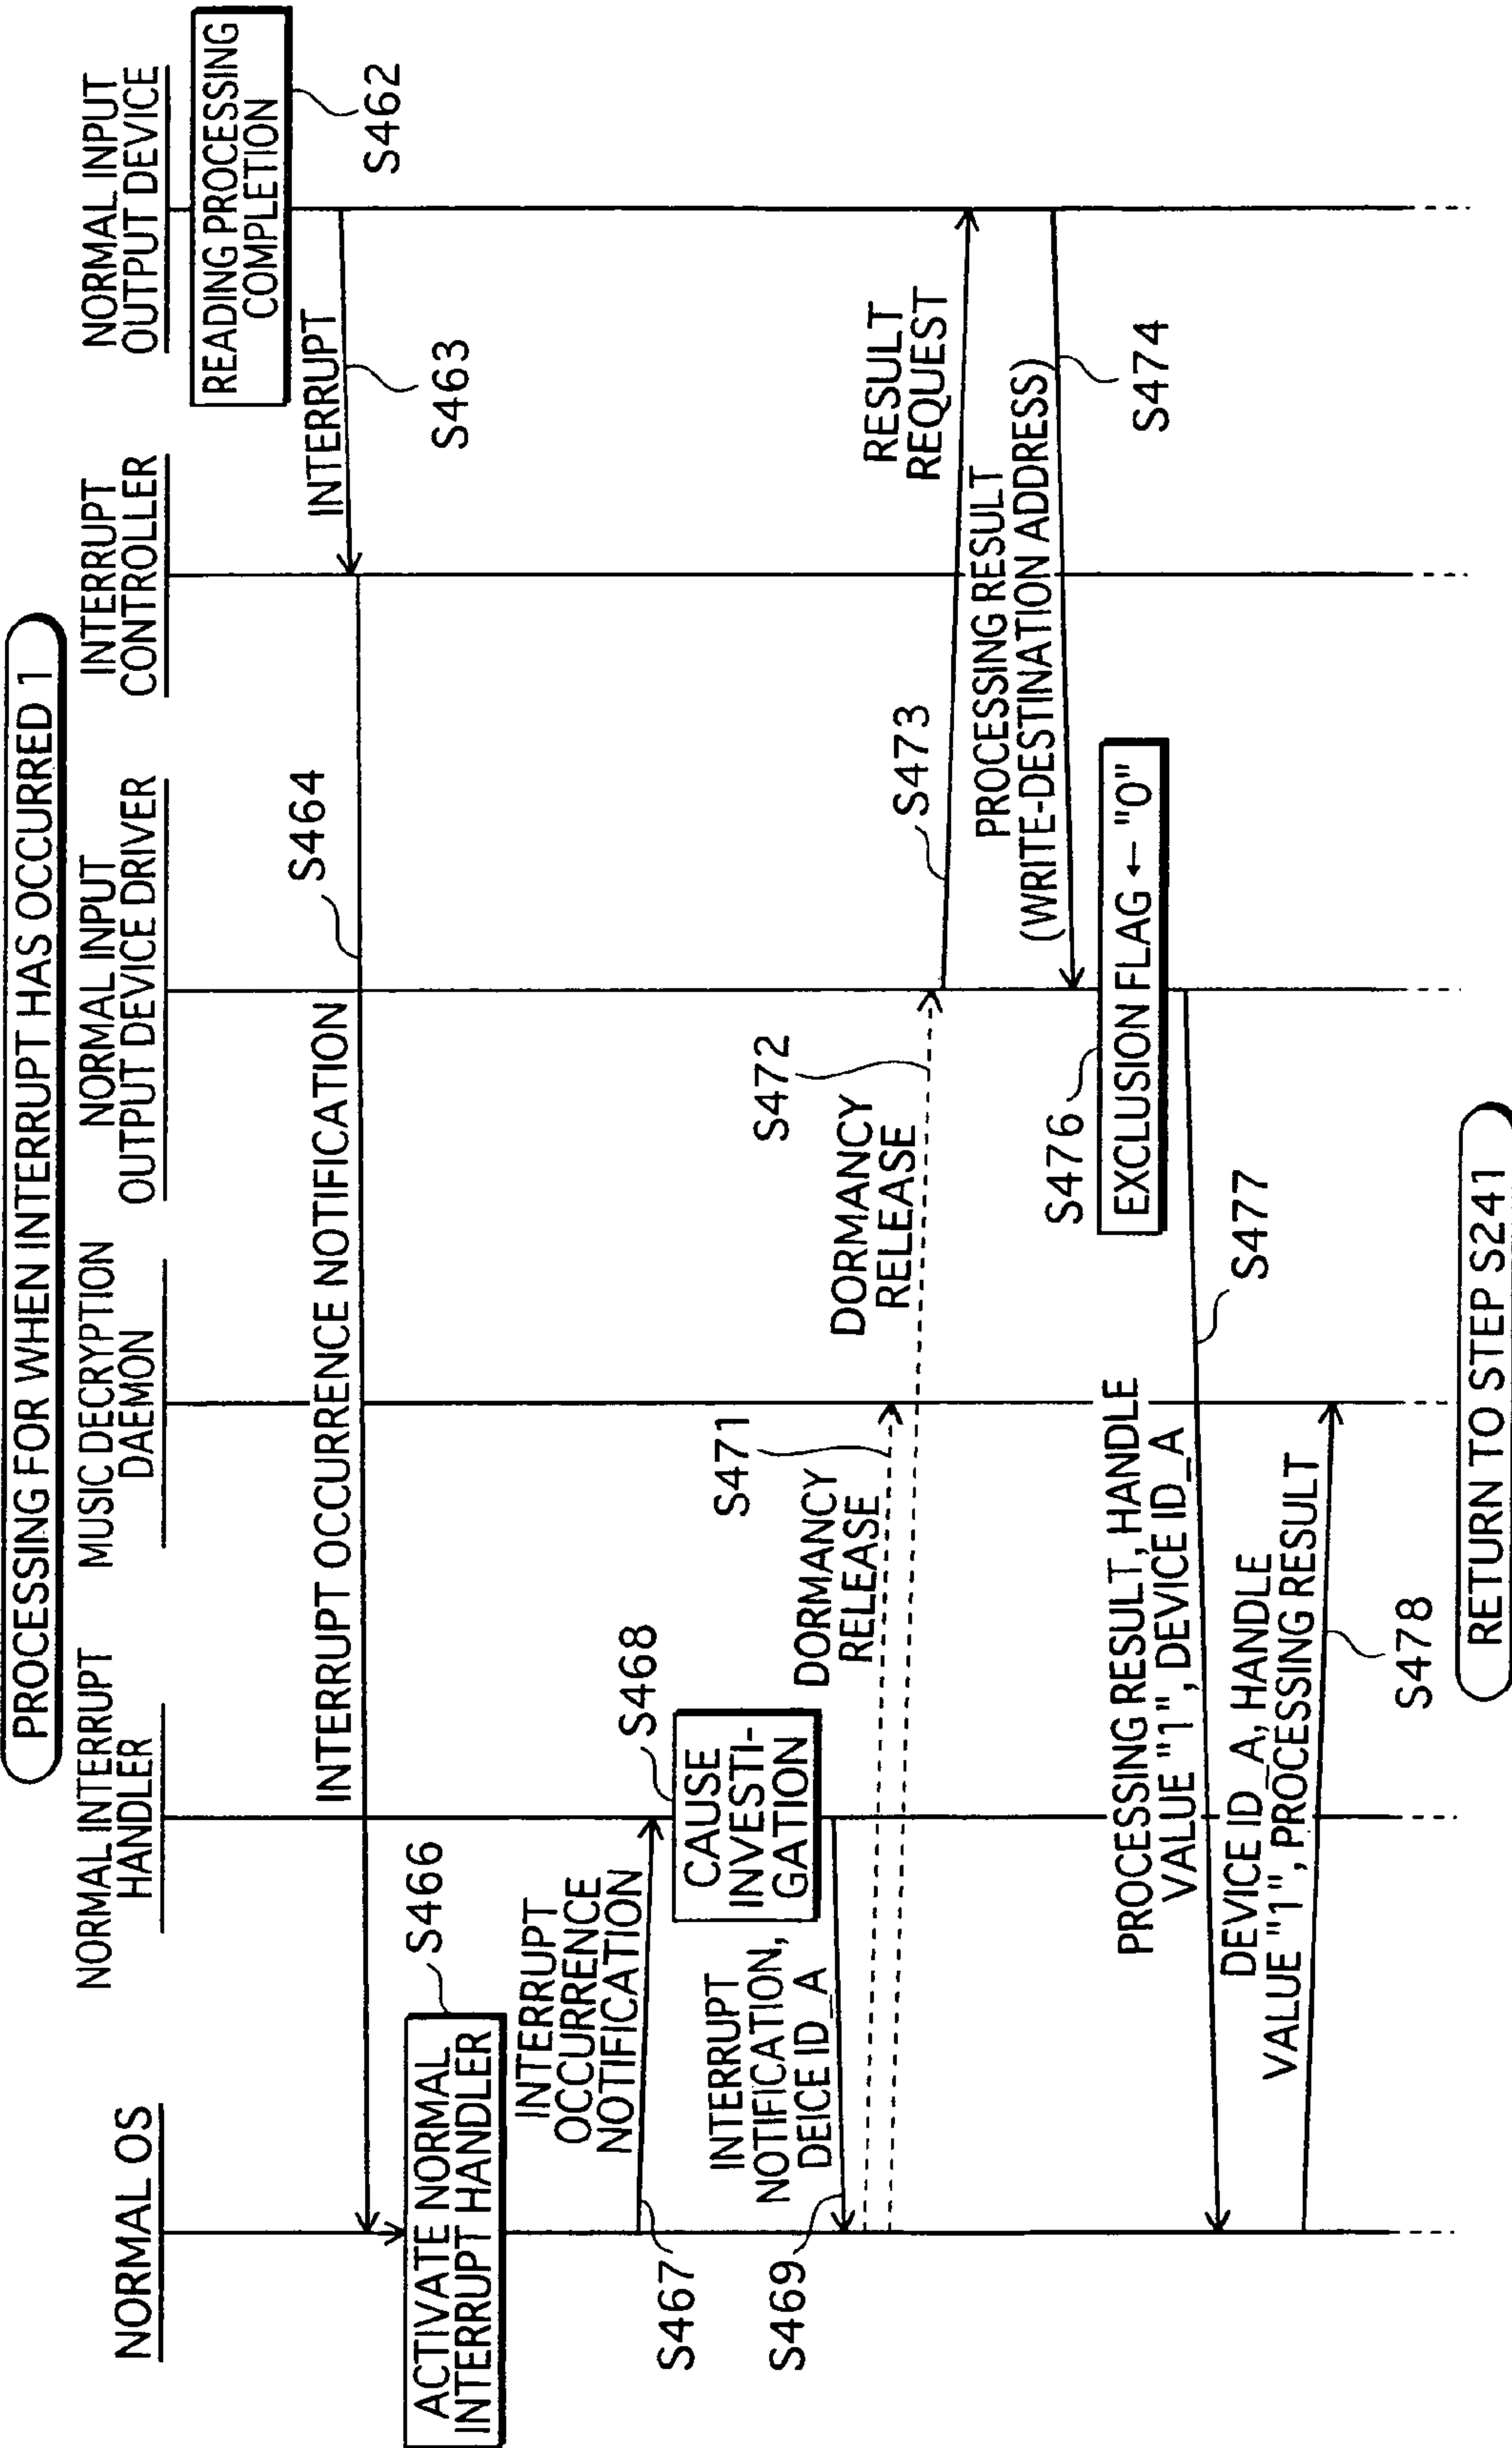 PROCESSING FOR WHEN INTERRUPT HAS OCCURRED 1
NORMAL OS
NORMAL INTERRUPT
HANDLER
MUSIC DECRYPTION
DAEMON
NORMAL INPUT
OUTPUT DEVICE DRIVER
INTERRUPT
CONTROLLER
NORMAL INPUT
OUTPUT DEVICE
READING PROCESSING
COMPLETION
S462
INTERRUPT
S463
INTERRUPT OCCURRENCE NOTIFICATION
S464
ACTIVATE NORMAL
INTERRUPT HANDLER
S466
INTERRUPT
OCCURRENCE
NOTIFICATION
S467
CAUSE
INVESTI-
GATION
S468
INTERRUPT
NOTIFICATION,
DEICE ID_A
S469
DORMANCY
RELEASE
S471
DORMANCY
RELEASE
S472
S473
RESULT
REQUEST
PROCESSING RESULT
(WRITE-DESTINATION ADDRESS)
S474
S476
EXCLUSION FLAG ← "0"
PROCESSING RESULT, HANDLE
VALUE "1", DEVICE ID_A
S477
DEVICE ID_A, HANDLE
VALUE "1", PROCESSING RESULT
S478
RETURN TO STEP S241